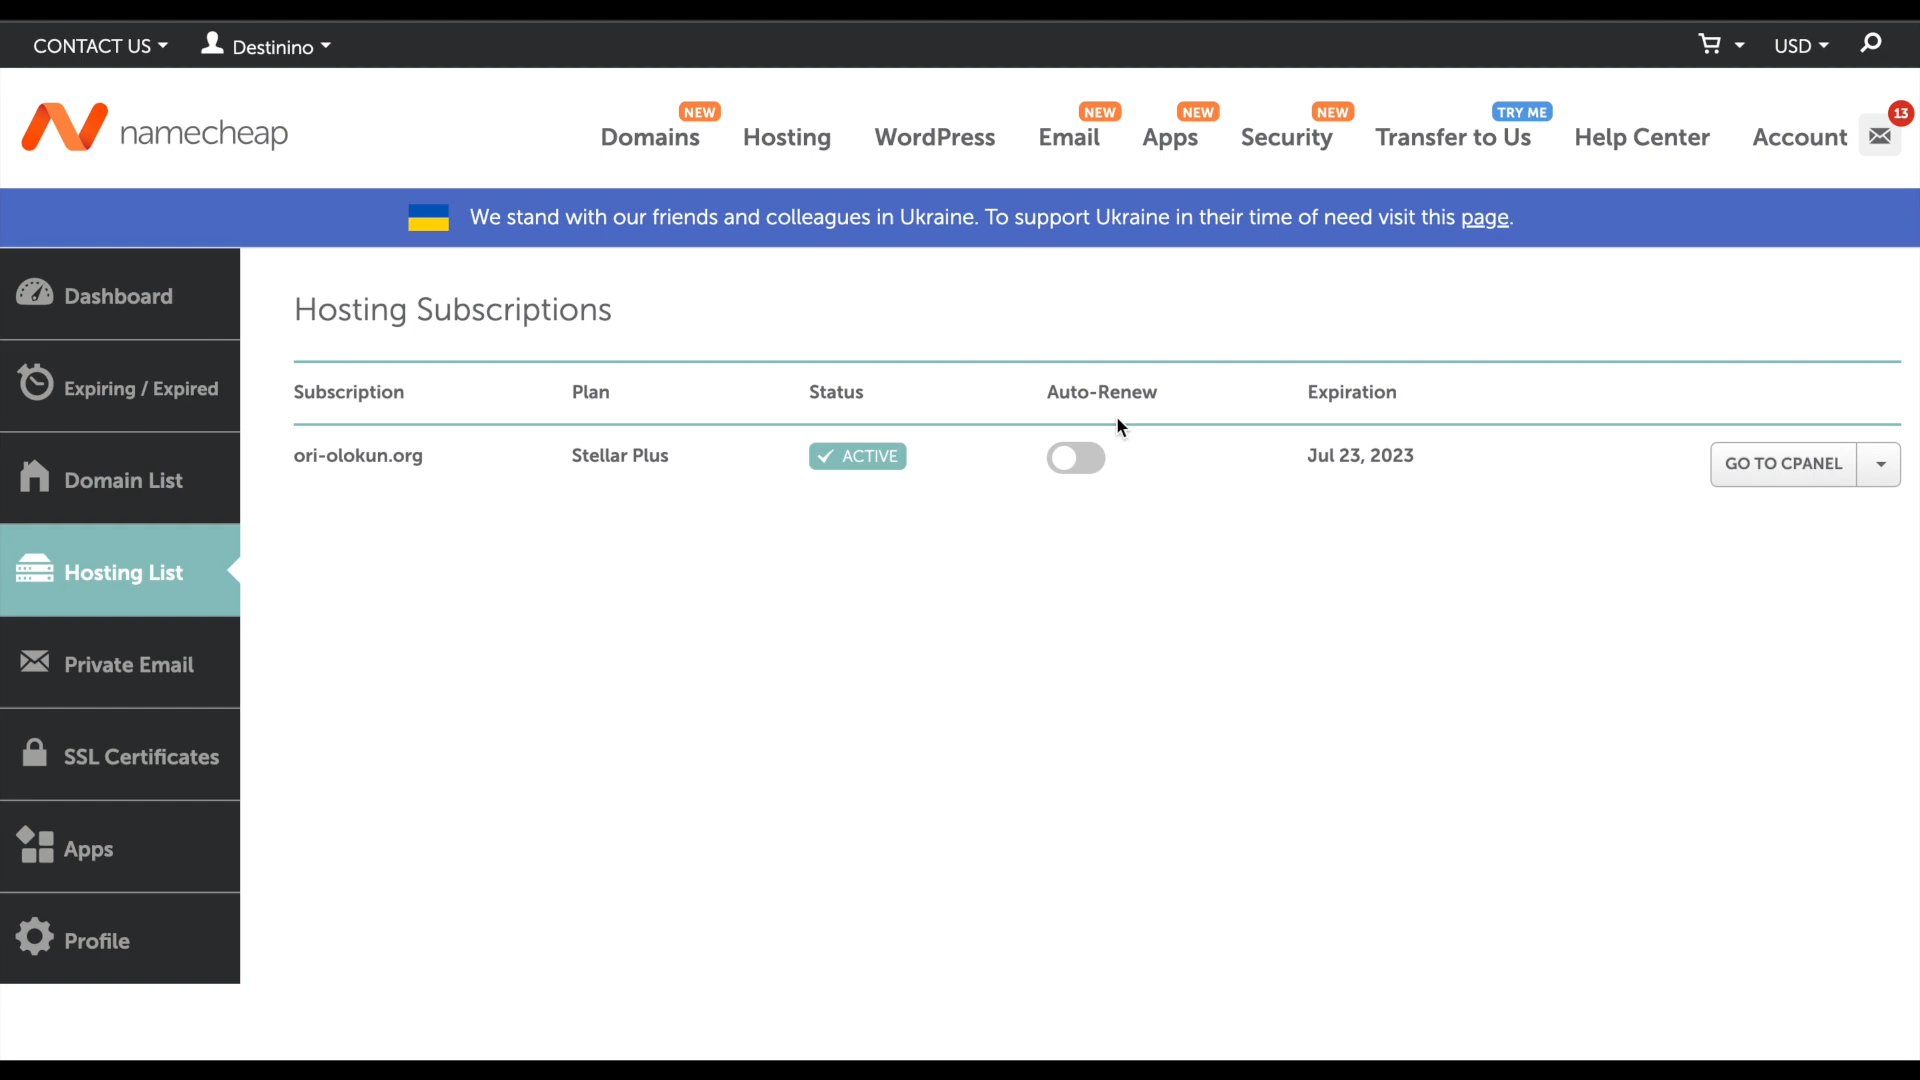 CONTACT US Destinino USD
namecheap
NEW NEW NEW NEW TRY ME 13
Domains Hosting WordPress Email Apps Security Transfer to Us Help Center Account
We stand with our friends and colleagues in Ukraine. To support Ukraine in their time of need visit this page.
Dashboard
Expiring / Expired
Domain List
Hosting List
Private Email
SSL Certificates
Apps
Profile
Hosting Subscriptions
Subscription Plan Status Auto-Renew Expiration
ori-olokun.org Stellar Plus ACTIVE Jul 23, 2023 GO TO CPANEL